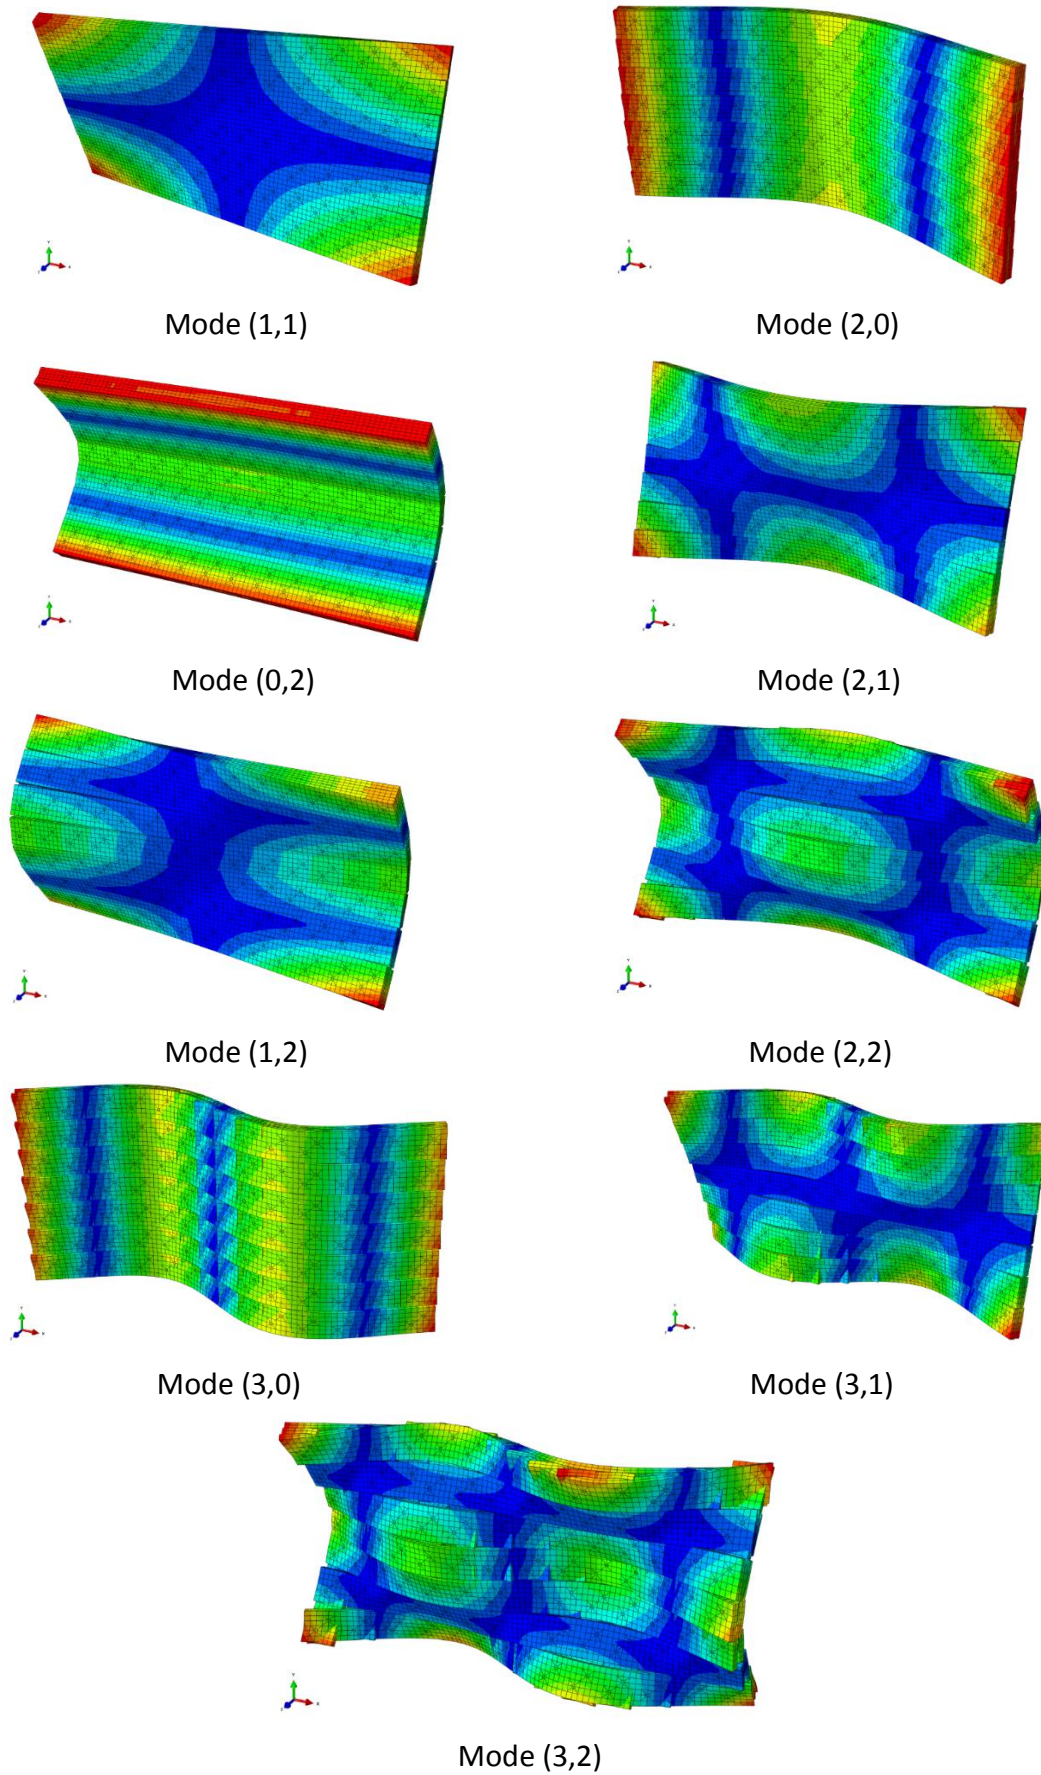 Mode (1,1)
Mode (2,0)
Mode (0,2)
Mode (2,1)
Mode (1,2)
Mode (2,2)
Mode (3,0)
Mode (3,1)
Mode (3,2)